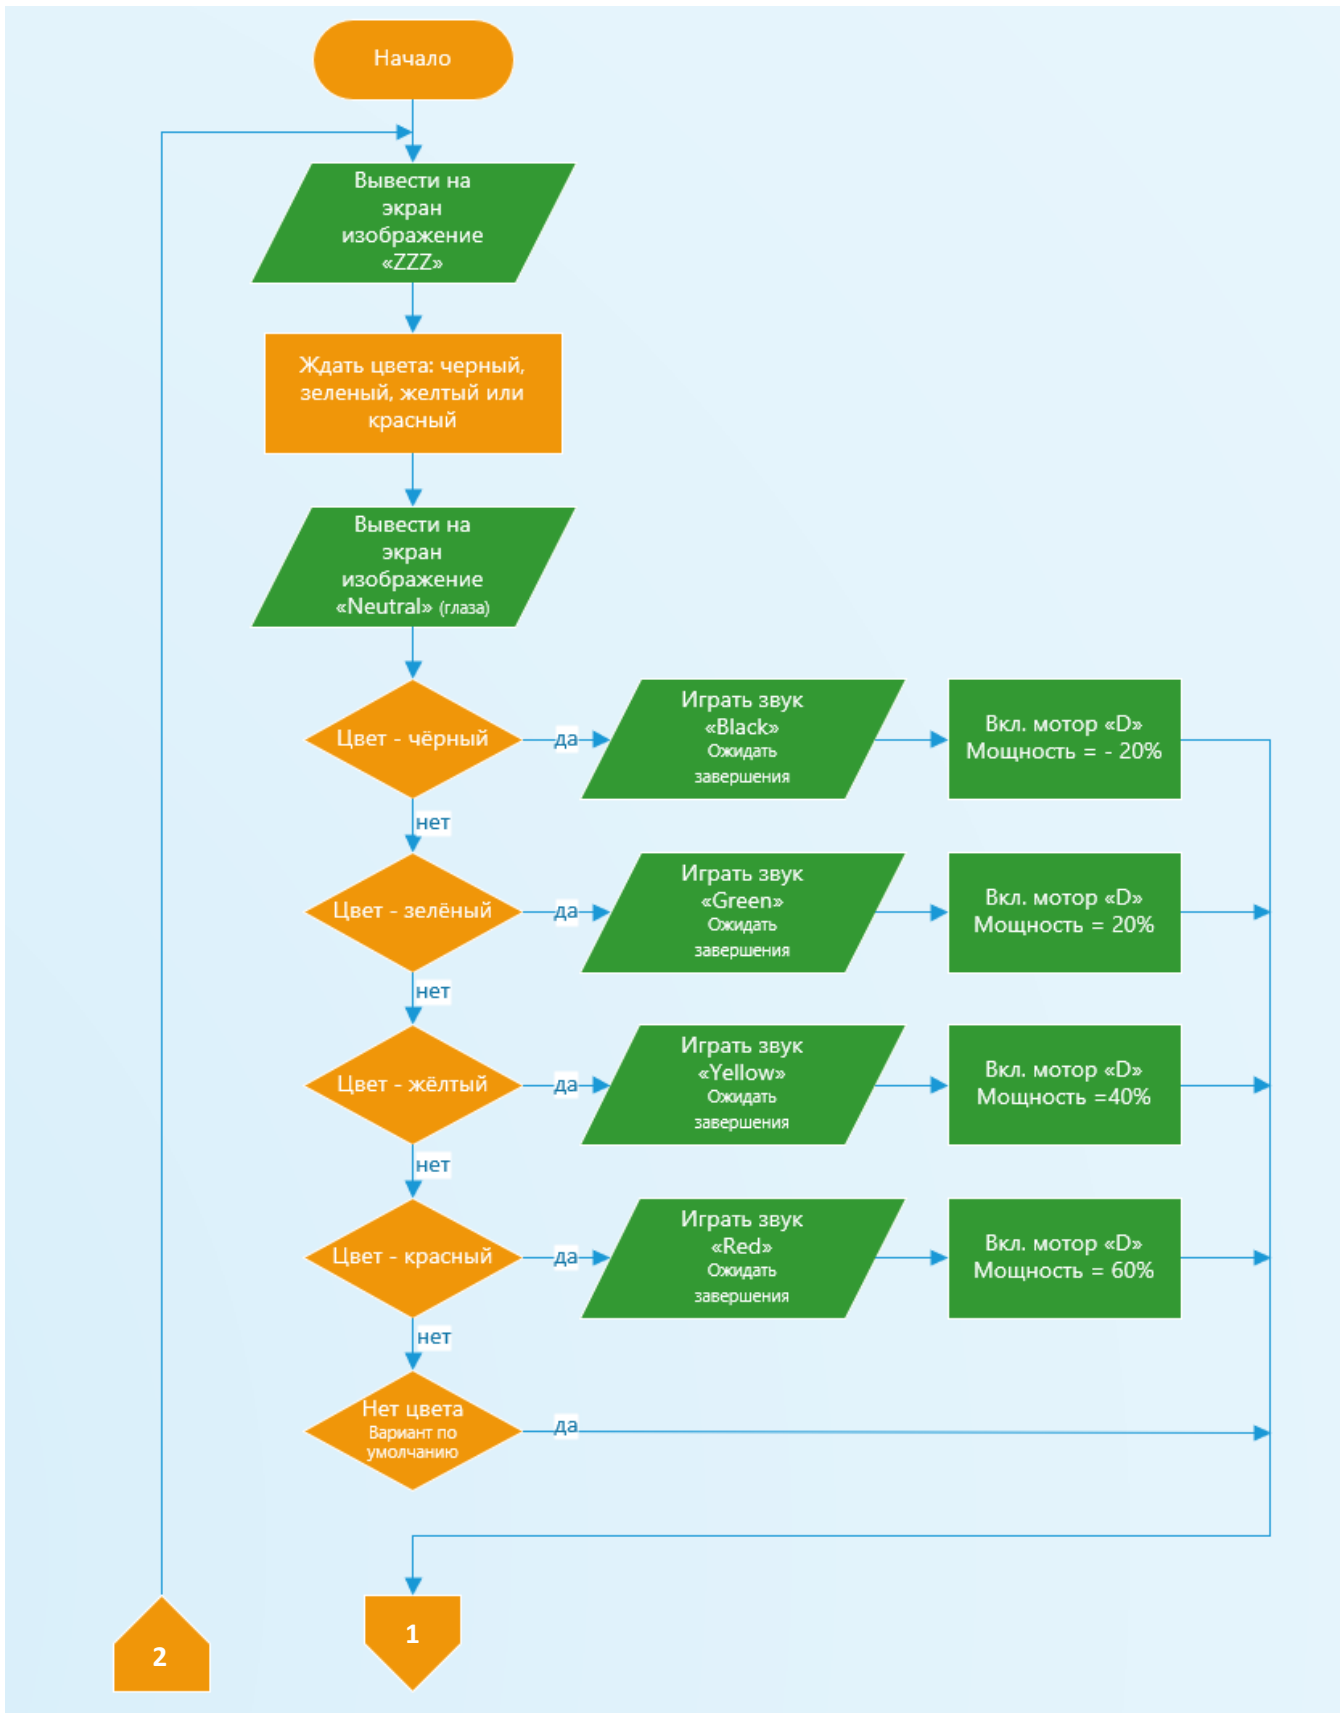 Начало
Вывести на
экран
изображение
«ZZZ»
Ждать цвета: черный,
зеленый, желтый или
красный
Вывести на
экран
изображение
«Neutral» (глаза)
Цвет - чёрный
да
Играть звук
«Black»
Ожидать
завершения
Вкл. мотор «D»
Мощность = - 20%
нет
Цвет - зелёный
да
Играть звук
«Green»
Ожидать
завершения
Вкл. мотор «D»
Мощность = 20%
нет
Цвет - жёлтый
да
Играть звук
«Yellow»
Ожидать
завершения
Вкл. мотор «D»
Мощность =40%
нет
Цвет - красный
да
Играть звук
«Red»
Ожидать
завершения
Вкл. мотор «D»
Мощность = 60%
нет
Нет цвета
Вариант по
умолчанию
да
1
2